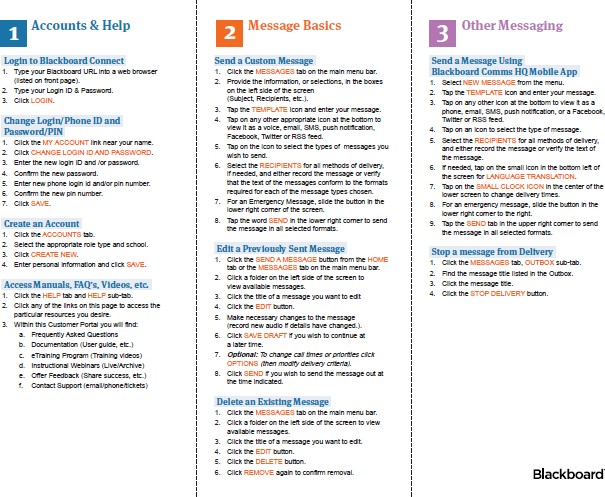 1 Accounts & Help
Login to Blackboard Connect
1. Type your Blackboard URL into a web browser
(listed on front page).
2. Type your Login ID & Password.
3. Click LOGIN.
Change Login/Phone ID and
Password/PIN
1. Click the MY ACCOUNT link near your name.
2. Click CHANGE LOGIN ID AND PASSWORD.
3. Enter the new login ID and /or password.
4. Confirm the new password.
5. Enter new phone login id and/or pin number.
6. Confirm the new pin number.
7. Click SAVE.
Create an Account
1. Click the ACCOUNTS tab.
2. Select the appropriate role type and school.
3. Click CREATE NEW.
4. Enter personal information and click SAVE.
Access Manuals, FAQ's, Videos, etc.
1. Click the HELP tab and HELP sub-tab.
2. Click any of the links on this page to access the
particular resources you desire.
3. Within this Customer Portal you will find:
a. Frequently Asked Questions
b. Documentation (User guide, etc.)
c. eTraining Program (Training videos)
d. Instructional Webinars (Live/Archive)
e. Offer Feedback (Share success, etc.)
f. Contact Support (email/phone/tickets)
2 Message Basics
Send a Custom Message
1. Click the MESSAGES tab on the main menu bar.
2. Provide the information, or selections, in the boxes
on the left side of the screen
(Subject, Recipients, etc.).
3. Tap the TEMPLATE icon and enter your message.
4. Tap on any other appropriate icon at the bottom to
view it as a voice, email, SMS, push notification,
Facebook, Twitter or RSS feed.
5. Tap on the icon to select the types of messages you
wish to send.
6. Select the RECIPIENTS for all methods of delivery,
if needed, and either record the message or verify
that the text of the messages conform to the formats
required for each of the message types chosen.
7. For an Emergency Message, slide the button in the
lower right corner of the screen.
8. Tap the word SEND in the lower right corner to send
the message in all selected formats.
Edit a Previously Sent Message
1. Click the SEND A MESSAGE button from the HOME
tab or the MESSAGES tab on the main menu bar.
2. Click a folder on the left side of the screen to
view available messages.
3. Click the title of a message you want to edit
4. Click the EDIT button.
5. Make necessary changes to the message
(record new audio if details have changed.).
6. Click SAVE DRAFT if you wish to continue at
a later time.
7. Optional: To change call times or priorities click
OPTIONS (then modify delivery criteria).
8. Click SEND if you wish to send the message out at
the time indicated.
Delete an Existing Message
1. Click the MESSAGES tab on the main menu bar.
2. Click a folder on the left side of the screen to view
available messages.
3. Click the title of a message you want to edit.
4. Click the EDIT button.
5. Click the DELETE button.
6. Click REMOVE again to confirm removal.
3 Other Messaging
Send a Message Using
Blackboard Comms HQ Mobile App
1. Select NEW MESSAGE from the menu.
2. Tap the TEMPLATE icon and enter your message.
3. Tap on any other icon at the bottom to view it as a
phone, email, SMS, push notification, or a Facebook,
Twitter or RSS feed.
4. Tap on an icon to select the type of message.
5. Select the RECIPIENTS for all methods of delivery,
and either record the message or verify the text of
the message.
6. If needed, tap on the small icon in the bottom left of
the screen for LANGUAGE TRANSLATION.
7. Tap on the SMALL CLOCK ICON in the center of the
lower screen to change delivery times.
8. For an emergency message, slide the button in the
lower right corner to the right.
9. Tap the SEND tab in the upper right corner to send
the message in all selected formats.
Stop a message from Delivery
1. Click the MESSAGES tab, OUTBOX sub-tab.
2. Find the message title listed in the Outbox.
3. Click the message title.
4. Click the STOP DELIVERY button.
Blackboard